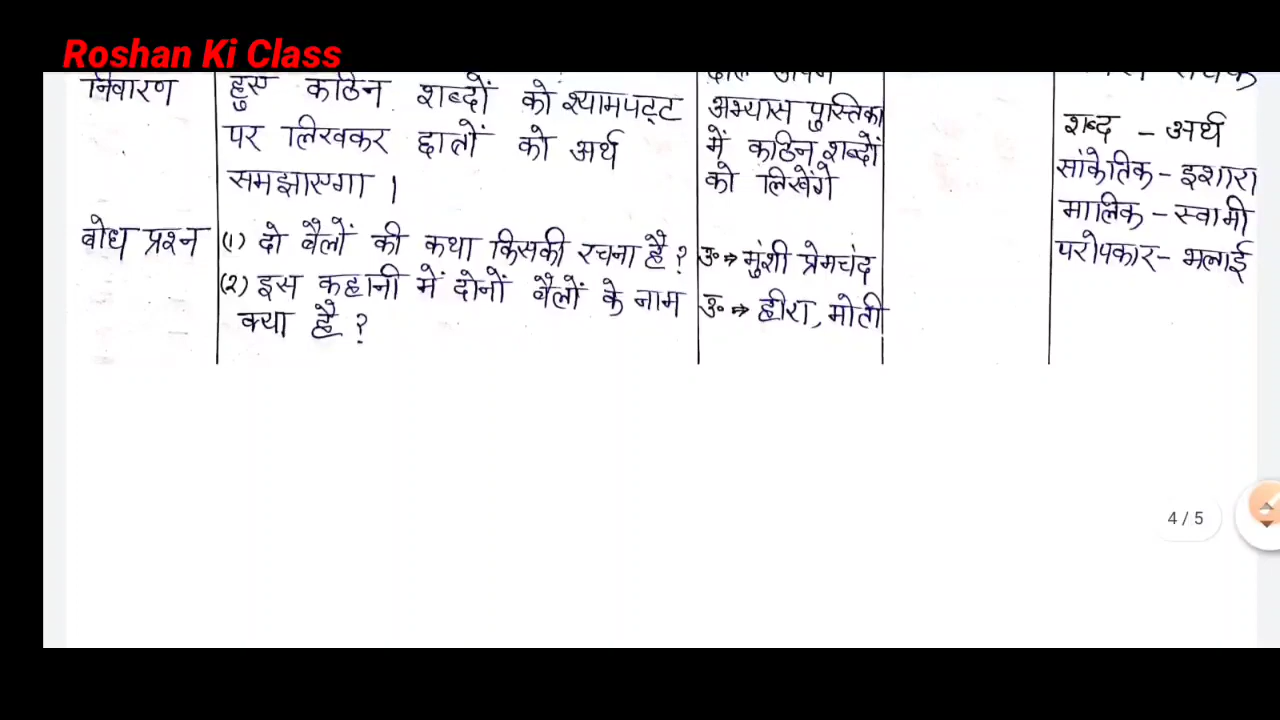 Roshan Ki Class
निवारण
हुए कठिन शब्दों को श्यामपट्ट
पर लिखकर छात्रों को अर्थ
समझाएगा ।
अभ्यास पुस्तिका
में कठिन शब्दों
को लिखेंगे
शब्द - अर्थ
सांकेतिक - इशारा
मालिक - स्वामी
परोपकार - भलाई
बोध प्रश्न
(1) दो बैलों की कथा किसकी रचना है ?
उ॰ ⇒ मुंशी प्रेमचंद
(2) इस कहानी में दोनों बैलों के नाम
क्या है ?
उ॰ ⇒ हीरा, मोती
4 / 5